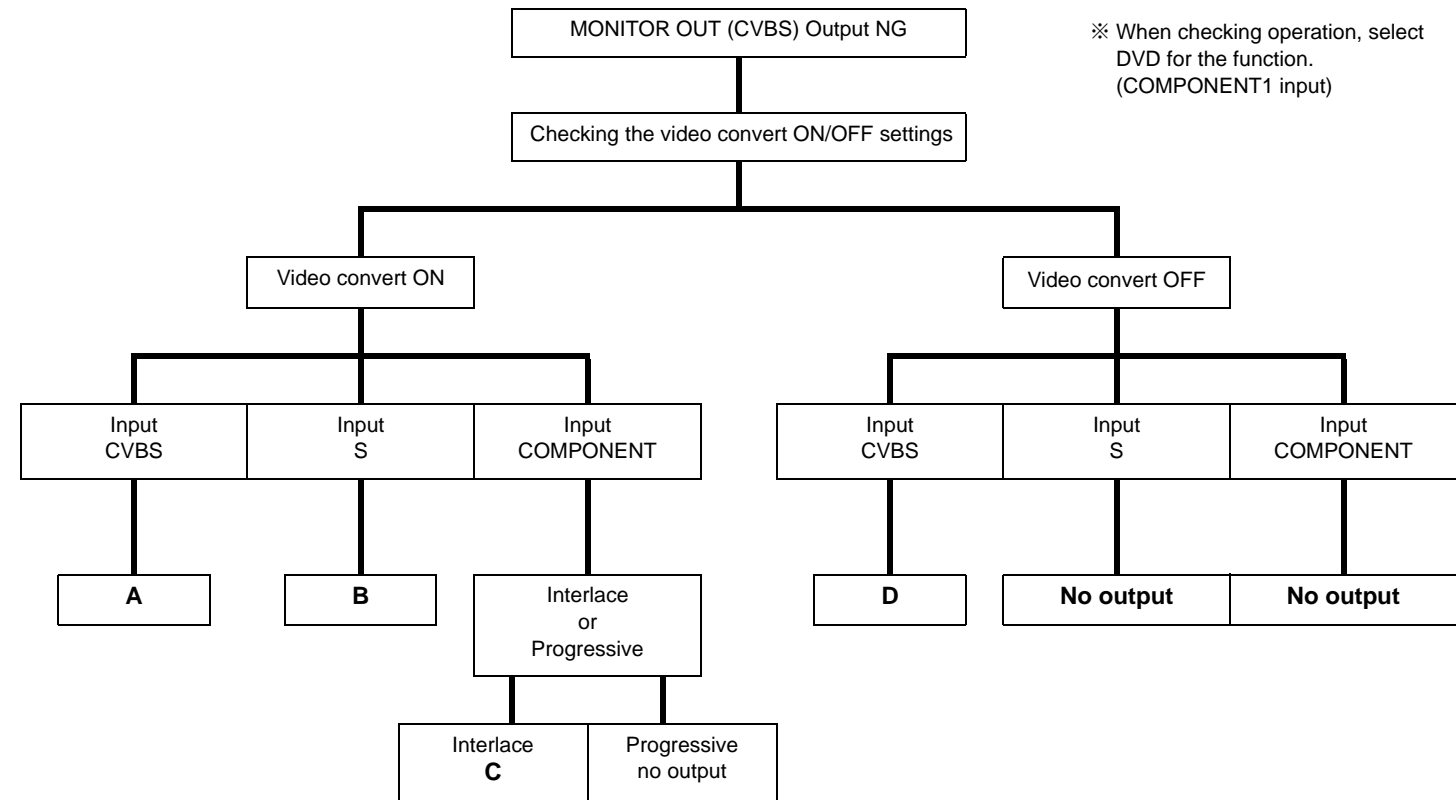 MONITOR OUT (CVBS) Output NG
※ When checking operation, select
DVD for the function.
(COMPONENT1 input)
Checking the video convert ON/OFF settings
Video convert ON
Video convert OFF
Input
CVBS
Input
S
Input
COMPONENT
Input
CVBS
Input
S
Input
COMPONENT
A
B
Interlace
or
Progressive
D
No output
No output
Interlace
C
Progressive
no output